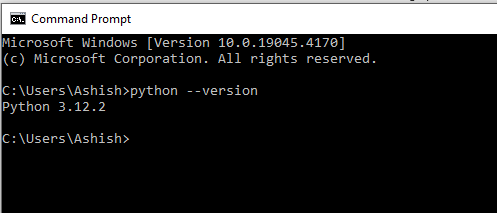 Command Prompt
Microsoft Windows [Version 10.0.19045.4170]
(c) Microsoft Corporation. All rights reserved.
C:\Users\Ashish>python --version
Python 3.12.2
C:\Users\Ashish>